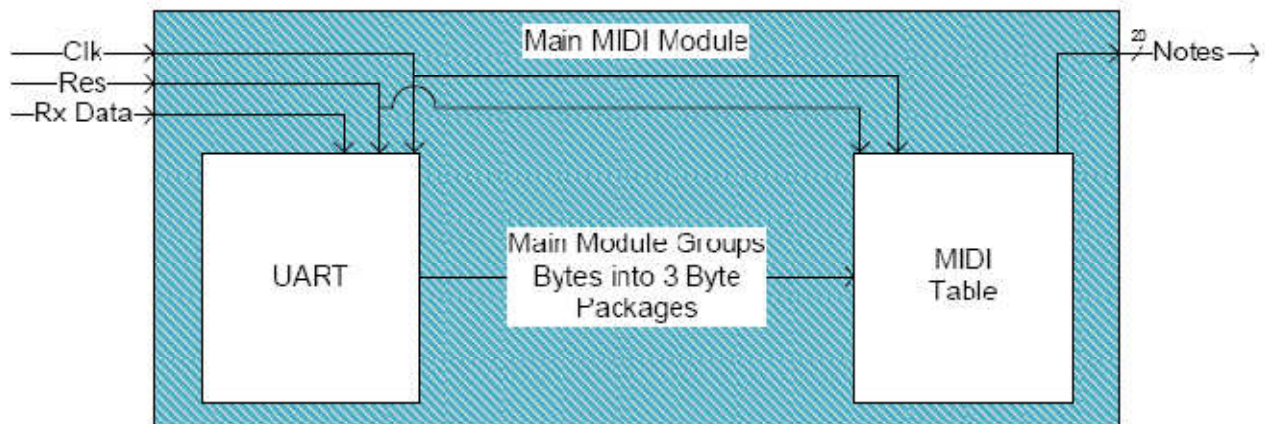 Main MIDI Module
Clk
Res
Rx Data
20
Notes
UART
Main Module Groups
Bytes into 3 Byte
Packages
MIDI
Table